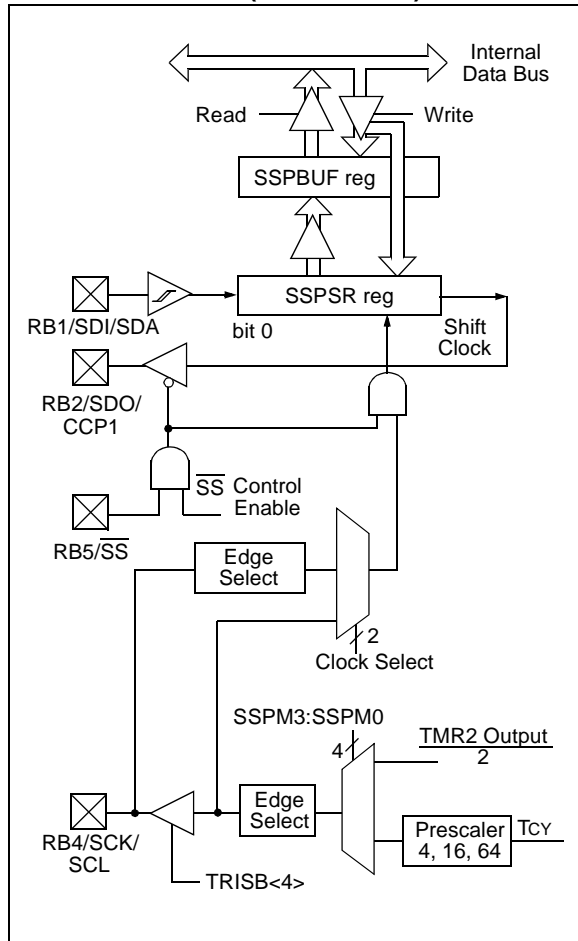 Internal
Data Bus
Read
Write
SSPBUF reg
SSPSR reg
RB1/SDI/SDA
bit 0
Shift
Clock
RB2/SDO/
CCP1
SS Control
Enable
RB5/SS
Edge
Select
2
Clock Select
SSPM3:SSPM0
TMR2 Output
2
4
Edge
Select
Prescaler
4, 16, 64
TCY
RB4/SCK/
SCL
TRISB<4>